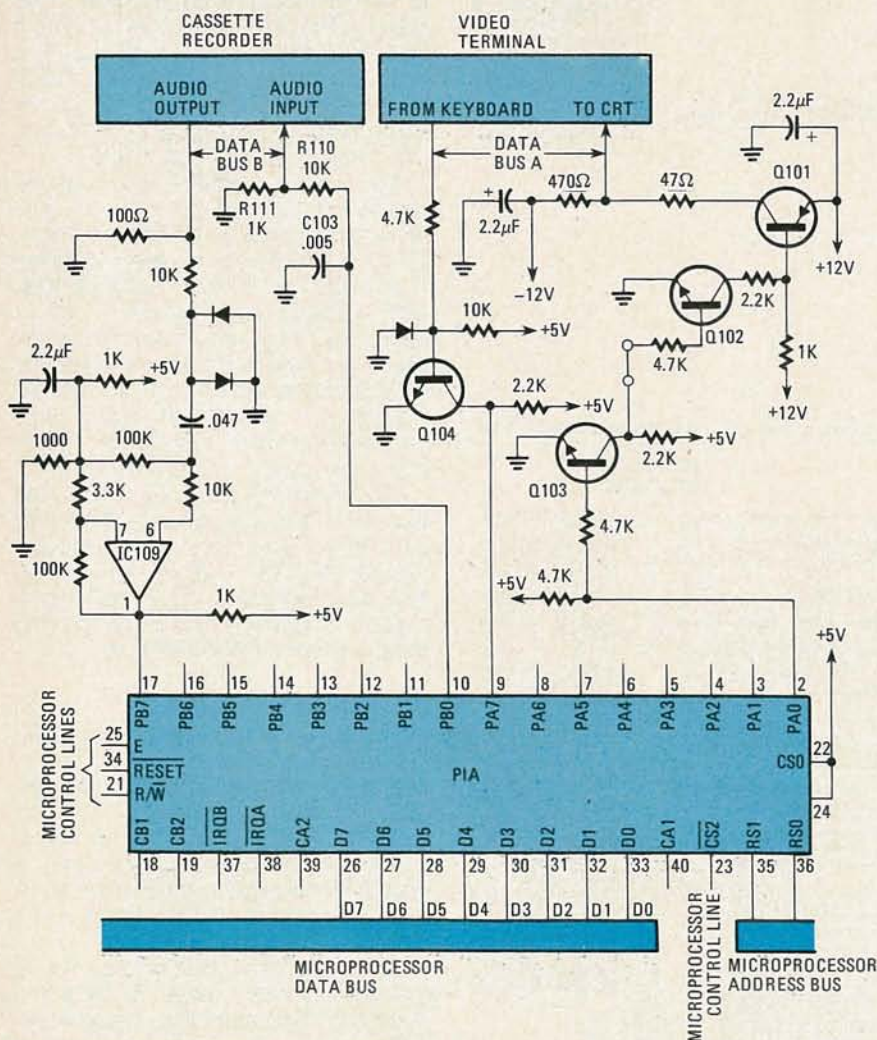 CASSETTE
RECORDER
VIDEO
TERMINAL
AUDIO
OUTPUT
AUDIO
INPUT
FROM KEYBOARD
TO CRT
2.2µF
+
DATA
BUS B
R110
10K
DATA
BUS A
470Ω
47Ω
Q101
R111
1K
100Ω
C103
.005
4.7K
+
2.2µF
-12V
+12V
10K
10K
+5V
2.2K
Q102
4.7K
1K
+12V
2.2µF
1K
+5V
.047
Q104
2.2K
+5V
1000
100K
Q103
2.2K
+5V
3.3K
10K
7
6
IC109
4.7K
100K
1
1K
+5V
+5V
4.7K
+5V
17
16
15
14
13
12
11
10
9
8
7
6
5
4
3
2
PB7
PB6
PB5
PB4
PB3
PB2
PB1
PB0
PA7
PA6
PA5
PA4
PA3
PA2
PA1
PA0
MICROPROCESSOR
CONTROL LINES
25
E
34
RESET
21
R/W
PIA
CS0
22
24
CB1
CB2
IRQB
IRQA
CA2
D7
D6
D5
D4
D3
D2
D1
D0
CA1
CS2
RS1
RS0
18
19
37
38
39
26
27
28
29
30
31
32
33
40
23
35
36
D7
D6
D5
D4
D3
D2
D1
D0
MICROPROCESSOR
DATA BUS
MICROPROCESSOR
CONTROL LINE
MICROPROCESSOR
ADDRESS BUS